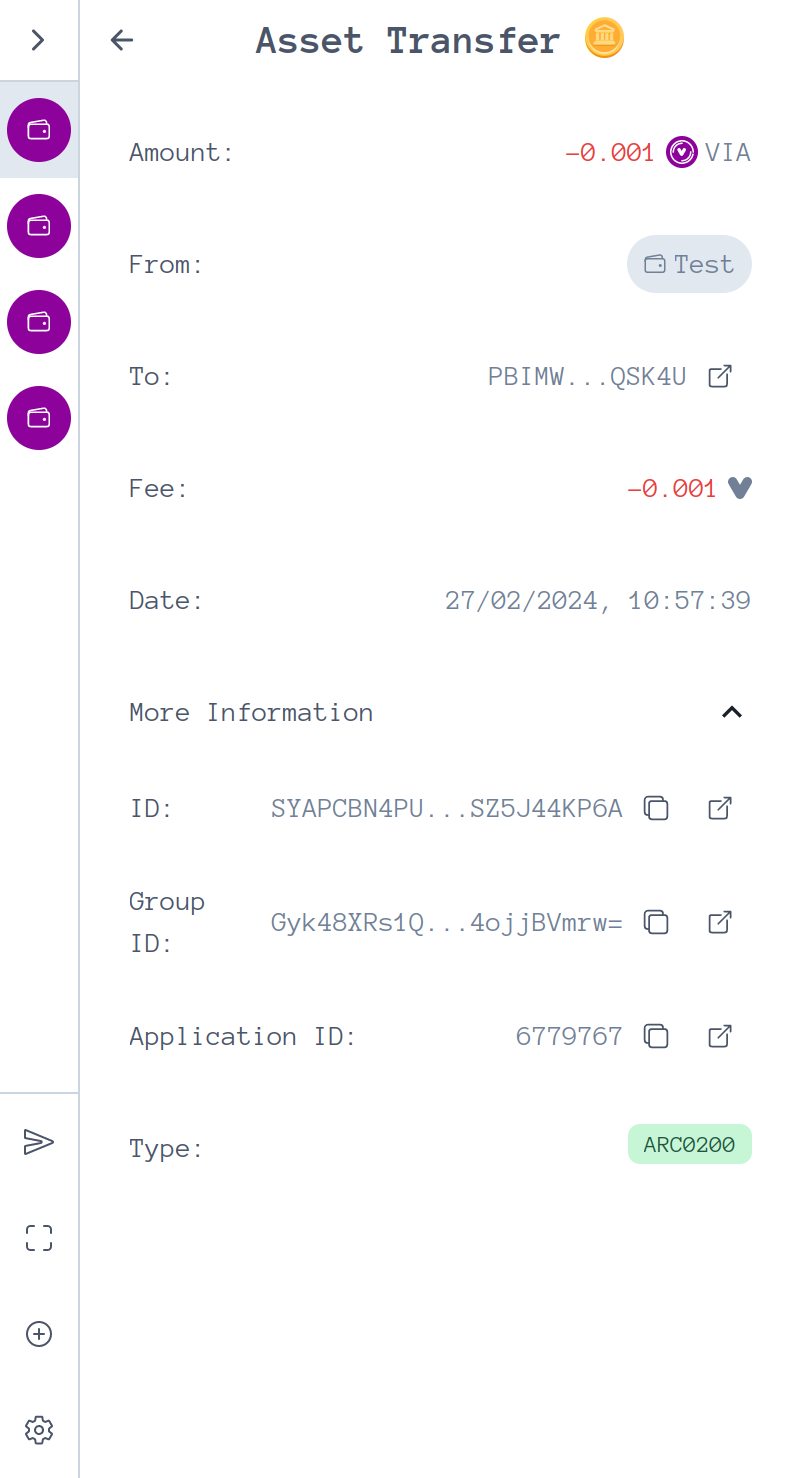 Asset Transfer
Amount: -0.001 VIA
From: Test
To: PBIMW...QSK4U
Fee: -0.001
Date: 27/02/2024, 10:57:39
More Information
ID: SYAPCBN4PU...SZ5J44KP6A
Group
ID: Gyk48XRs1Q...4ojjBVmrw=
Application ID: 6779767
Type: ARC0200